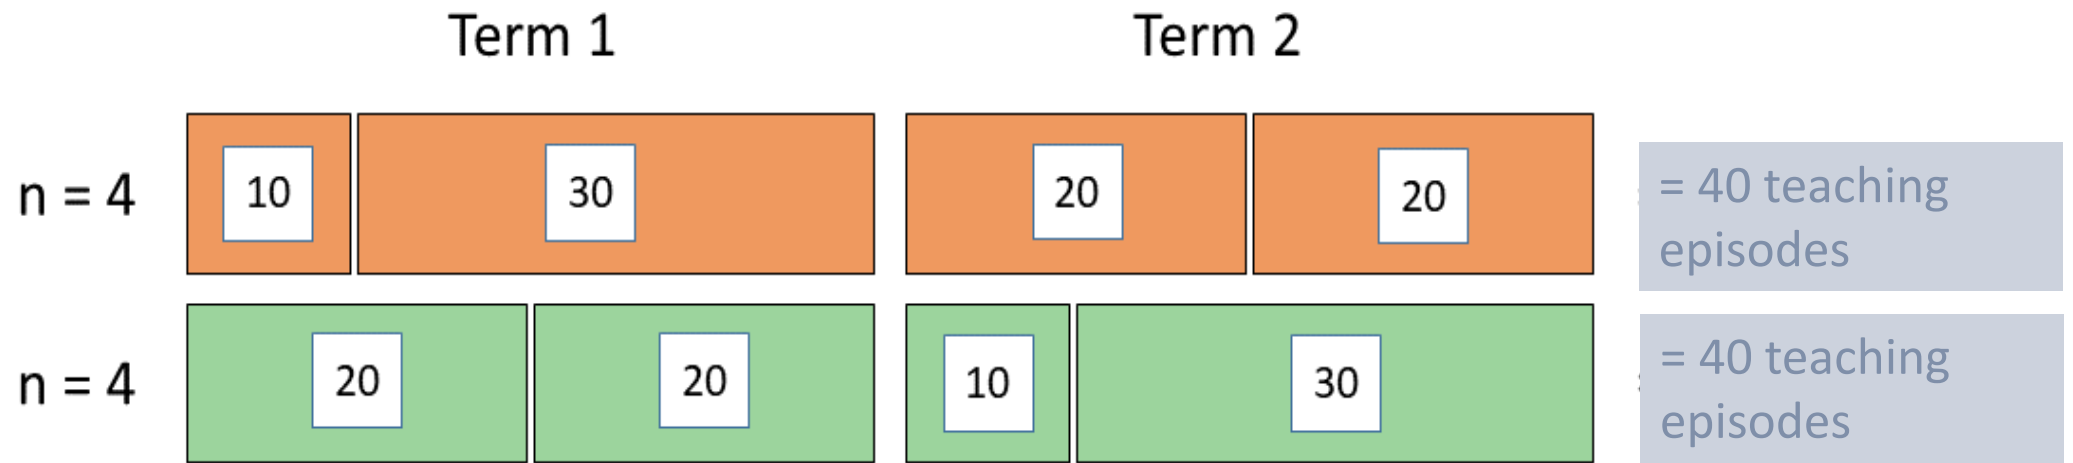 Term 1 Term 2
n = 4 10 30 20 20 = 40 teaching
episodes
n = 4 20 20 10 30 = 40 teaching
episodes